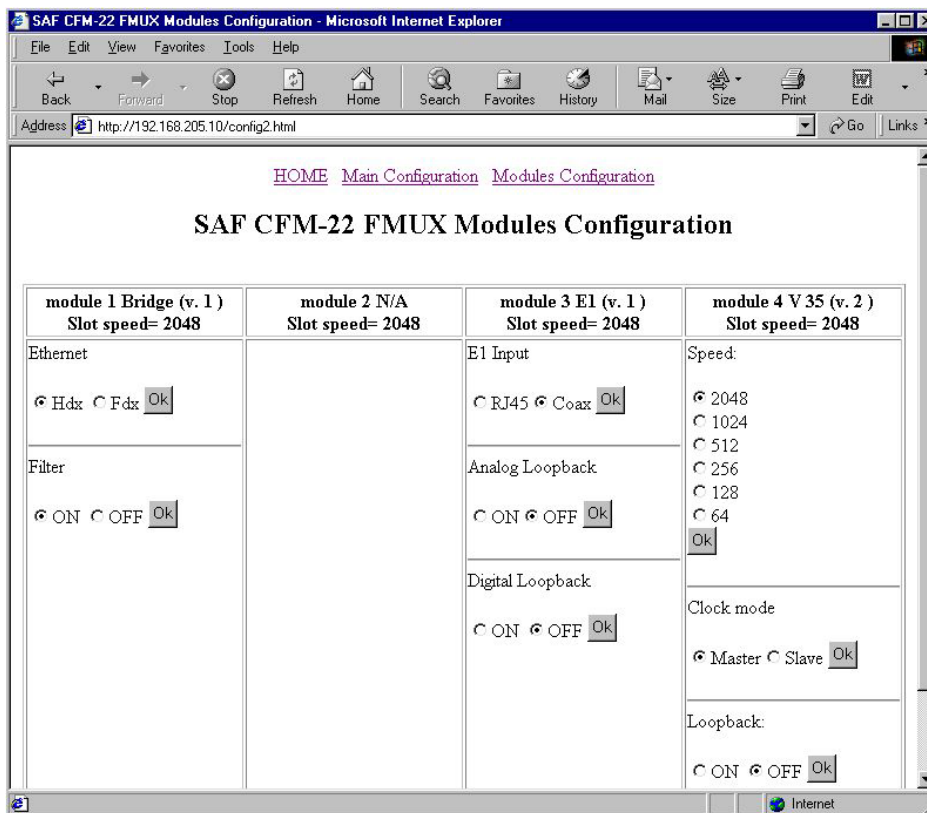 SAF CFM-22 FMUX Modules Configuration - Microsoft Internet Explorer
File Edit View Favorites Tools Help
Back Forward Stop Refresh Home Search Favorites History Mail Size Print Edit
Address http://192.168.205.10/config2.html Go Links
HOME Main Configuration Modules Configuration
SAF CFM-22 FMUX Modules Configuration
module 1 Bridge (v. 1 )
Slot speed= 2048
module 2 N/A
Slot speed= 2048
module 3 E1 (v. 1 )
Slot speed= 2048
module 4 V 35 (v. 2 )
Slot speed= 2048
Ethernet
Hdx Fdx Ok
Filter
ON OFF Ok
E1 Input
RJ45 Coax Ok
Analog Loopback
ON OFF Ok
Digital Loopback
ON OFF Ok
Speed:
2048
1024
512
256
128
64
Ok
Clock mode
Master Slave Ok
Loopback:
ON OFF Ok
Internet